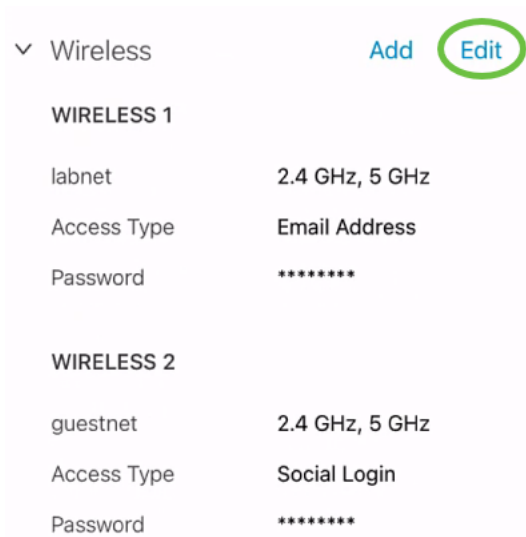 Wireless Add Edit
WIRELESS 1
labnet 2.4 GHz, 5 GHz
Access Type Email Address
Password ********
WIRELESS 2
guestnet 2.4 GHz, 5 GHz
Access Type Social Login
Password ********